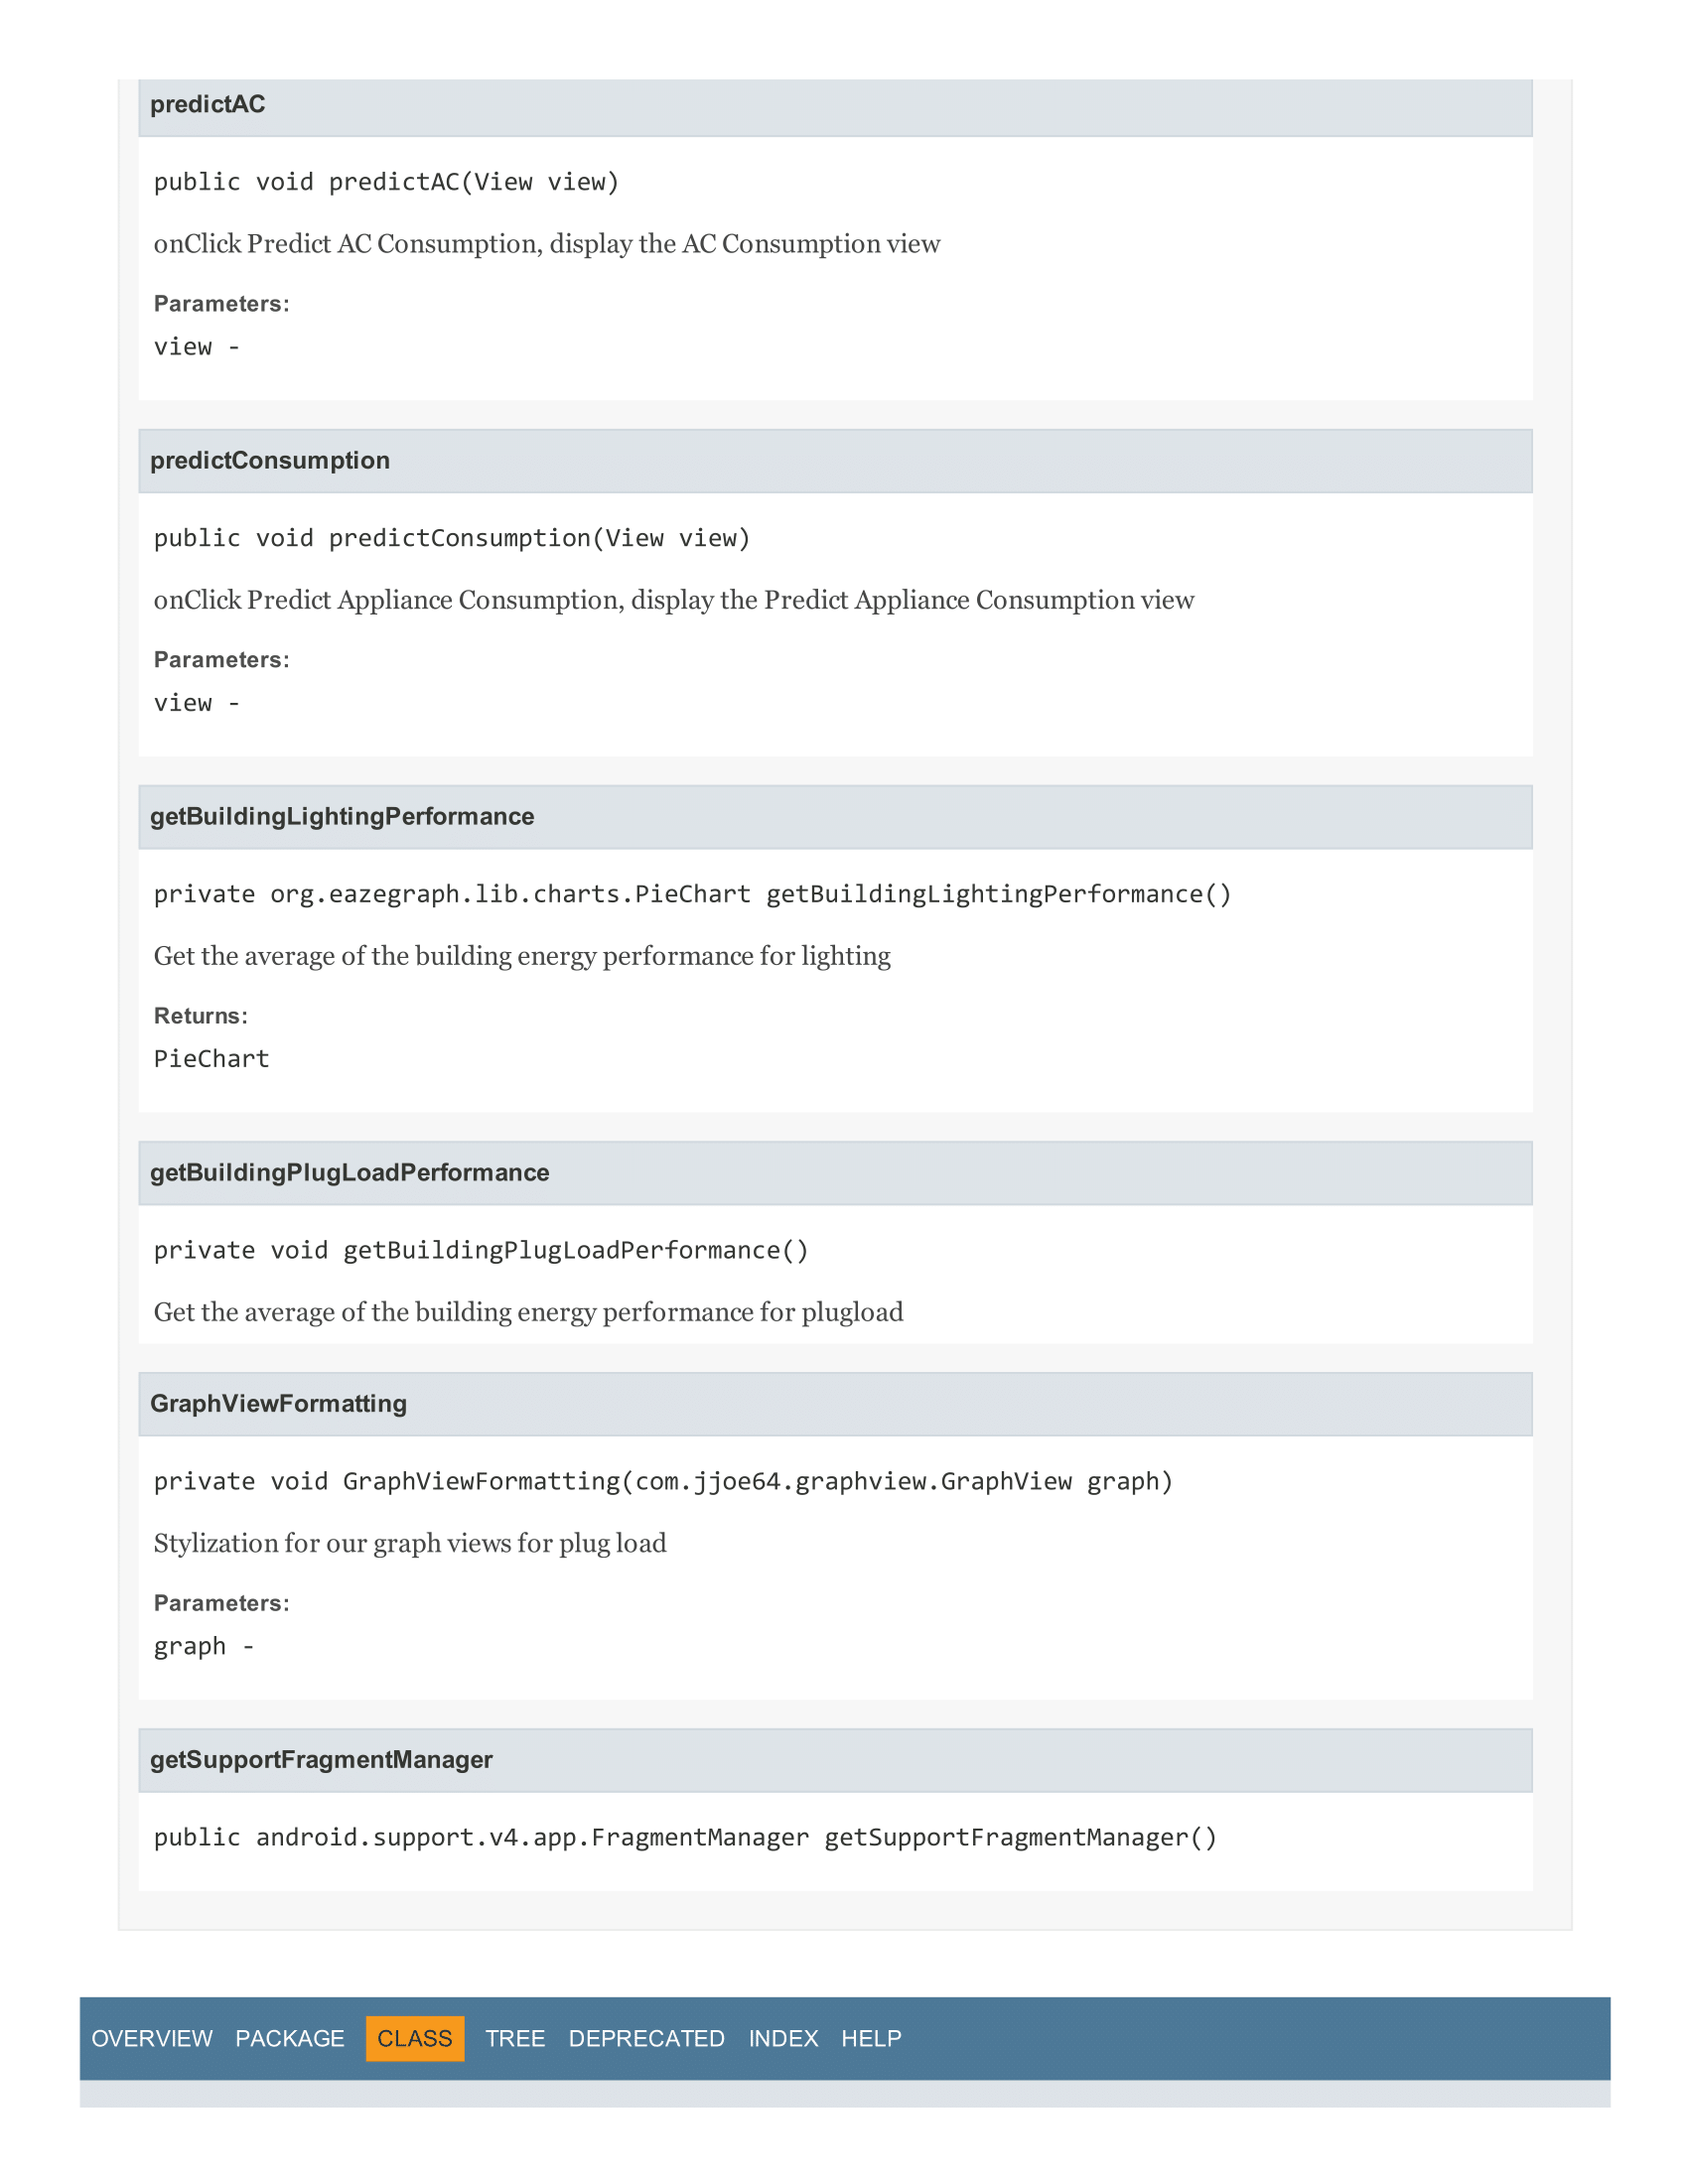 predictAC
public void predictAC(View view)
onClick Predict AC Consumption, display the AC Consumption view
Parameters:
view -
predictConsumption
public void predictConsumption(View view)
onClick Predict Appliance Consumption, display the Predict Appliance Consumption view
Parameters:
view -
getBuildingLightingPerformance
private org.eazegraph.lib.charts.PieChart getBuildingLightingPerformance()
Get the average of the building energy performance for lighting
Returns:
PieChart
getBuildingPlugLoadPerformance
private void getBuildingPlugLoadPerformance()
Get the average of the building energy performance for plugload
GraphViewFormatting
private void GraphViewFormatting(com.jjoe64.graphview.GraphView graph)
Stylization for our graph views for plug load
Parameters:
graph -
getSupportFragmentManager
public android.support.v4.app.FragmentManager getSupportFragmentManager()
OVERVIEW PACKAGE CLASS TREE DEPRECATED INDEX HELP